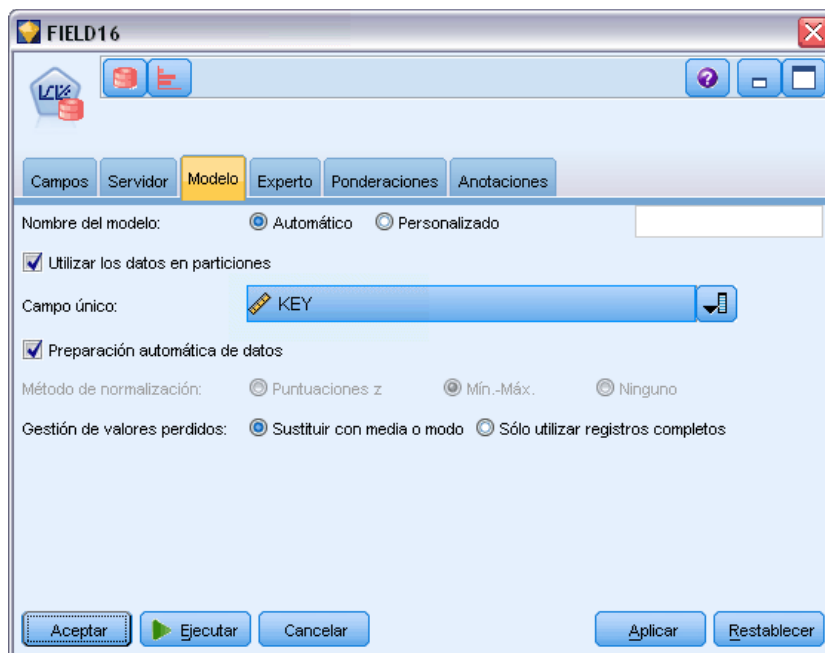 FIELD16
Campos Servidor Modelo Experto Ponderaciones Anotaciones
Nombre del modelo: Automático Personalizado
Utilizar los datos en particiones
Campo único: KEY
Preparación automática de datos
Método de normalización: Puntuaciones z Mín.-Máx. Ninguno
Gestión de valores perdidos: Sustituir con media o modo Sólo utilizar registros completos
Aceptar Ejecutar Cancelar Aplicar Restablecer